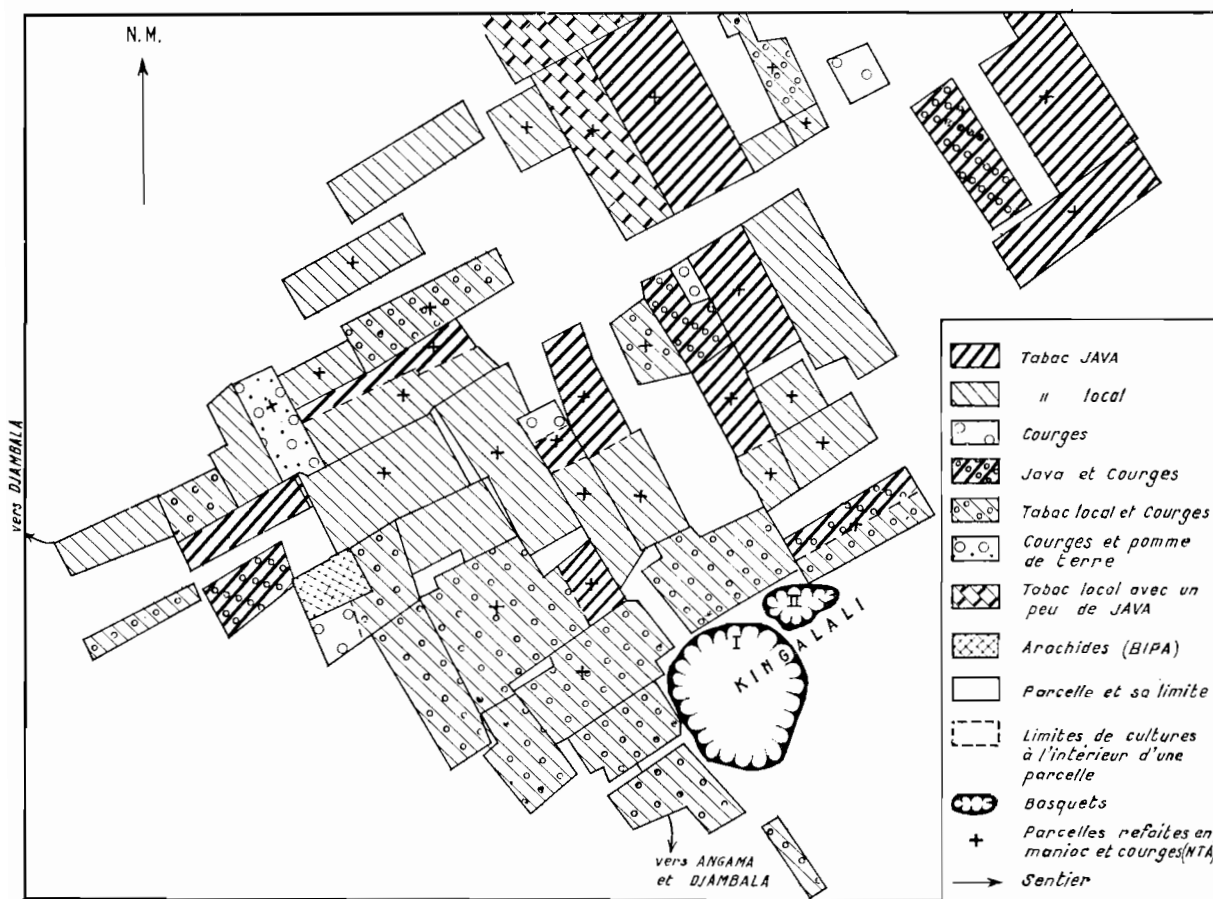 N.M.
vers DJAMBALA
I
II
KINGALALI
vers ANGAMA
et DJAMBALA
Tabac JAVA
" local
Courges
Java et Courges
Tabac local et Courges
Courges et pomme
de terre
Tabac local avec un
peu de JAVA
Arachides (BIPA)
Parcelle et sa limite
Limites de cultures
à l'intérieur d'une
parcelle
Bosquets
Parcelles refaites en
manioc et courges (NTA)
Sentier